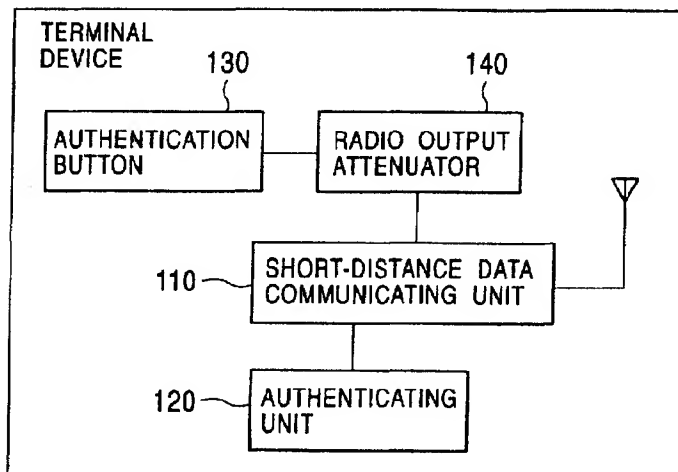 TERMINAL
DEVICE
130
140
AUTHENTICATION
BUTTON
RADIO OUTPUT
ATTENUATOR
110
SHORT-DISTANCE DATA
COMMUNICATING UNIT
120
AUTHENTICATING
UNIT